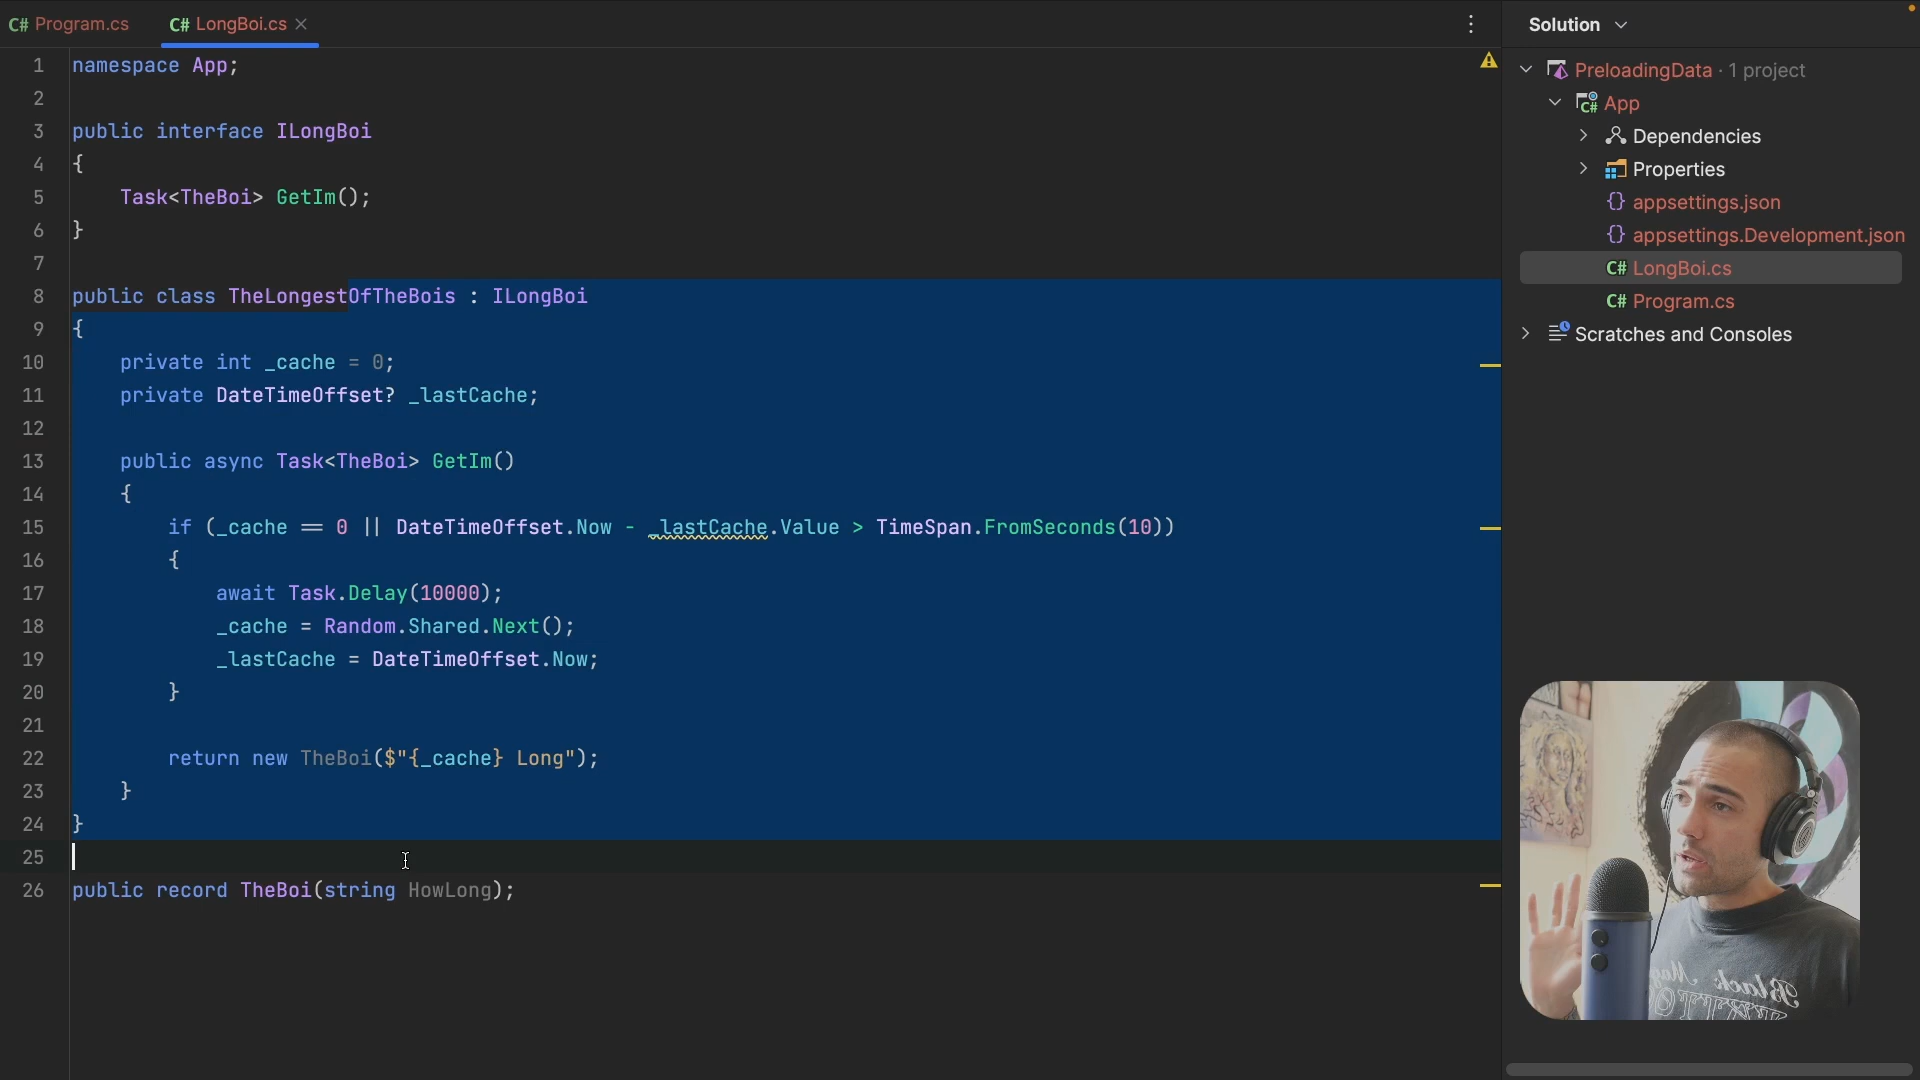 C# Program.cs
C# LongBoi.cs
Solution
1 namespace App;
2
3 public interface ILongBoi
4 {
5 Task<TheBoi> GetIm();
6 }
7
8 public class TheLongestOfTheBois : ILongBoi
9 {
10 private int _cache = 0;
11 private DateTimeOffset? _lastCache;
12
13 public async Task<TheBoi> GetIm()
14 {
15 if (_cache == 0 || DateTimeOffset.Now - _lastCache.Value > TimeSpan.FromSeconds(10))
16 {
17 await Task.Delay(10000);
18 _cache = Random.Shared.Next();
19 _lastCache = DateTimeOffset.Now;
20 }
21
22 return new TheBoi($"{_cache} Long");
23 }
24 }
25
26 public record TheBoi(string HowLong);
PreloadingData · 1 project
C# App
Dependencies
Properties
{} appsettings.json
{} appsettings.Development.json
C# LongBoi.cs
C# Program.cs
Scratches and Consoles